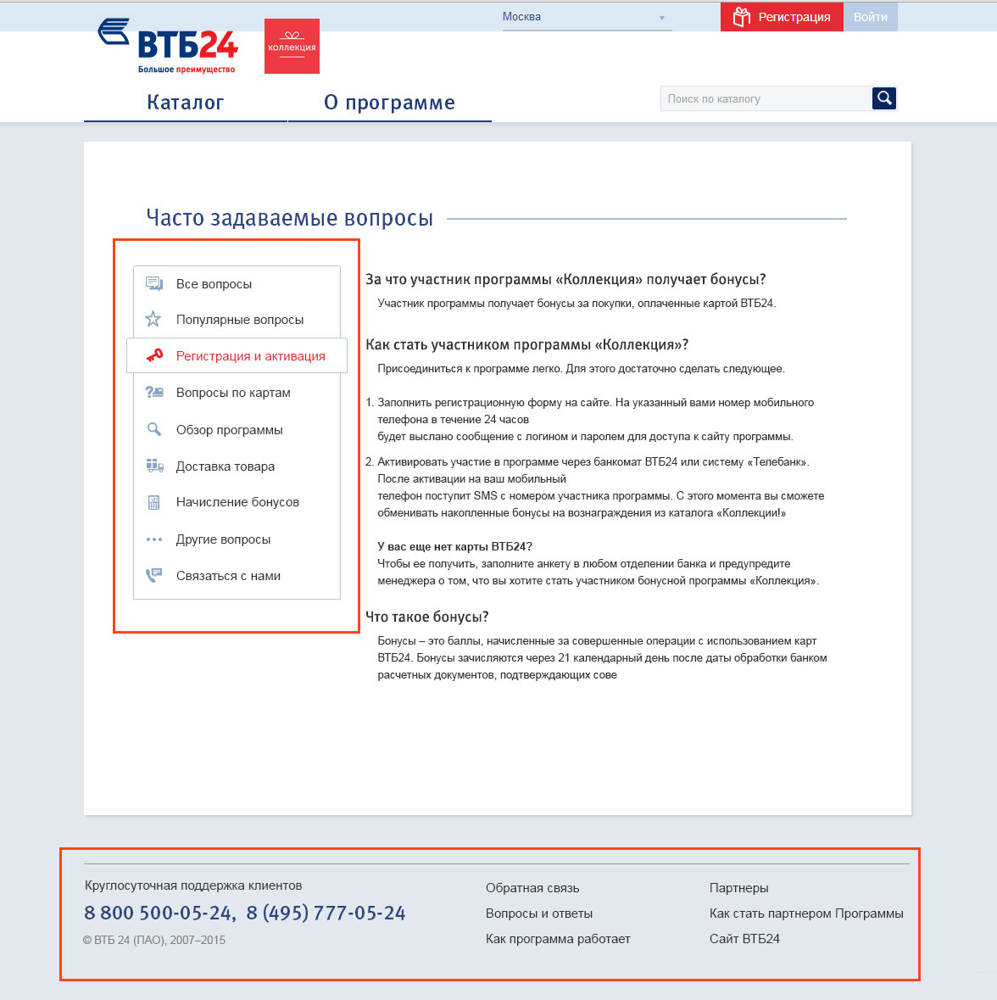 Москва
Регистрация
Войти
ВТБ24
Большое преимущество
коллекция
Каталог
О программе
Поиск по каталогу
Часто задаваемые вопросы
Все вопросы
Популярные вопросы
Регистрация и активация
Вопросы по картам
Обзор программы
Доставка товара
Начисление бонусов
Другие вопросы
Связаться с нами
За что участник программы «Коллекция» получает бонусы?
Участник программы получает бонусы за покупки, оплаченные картой ВТБ24.
Как стать участником программы «Коллекция»?
Присоединиться к программе легко. Для этого достаточно сделать следующее.
1. Заполнить регистрационную форму на сайте. На указанный вами номер мобильного
телефона в течение 24 часов
будет выслано сообщение с логином и паролем для доступа к сайту программы.
2. Активировать участие в программе через банкомат ВТБ24 или систему «Телебанк».
После активации на ваш мобильный
телефон поступит SMS с номером участника программы. С этого момента вы сможете
обменивать накопленные бонусы на вознаграждения из каталога «Коллекции!»
У вас еще нет карты ВТБ24?
Чтобы ее получить, заполните анкету в любом отделении банка и предупредите
менеджера о том, что вы хотите стать участником бонусной программы «Коллекция».
Что такое бонусы?
Бонусы – это баллы, начисленные за совершенные операции с использованием карт
ВТБ24. Бонусы зачисляются через 21 календарный день после даты обработки банком
расчетных документов, подтверждающих сове
Круглосуточная поддержка клиентов
8 800 500-05-24, 8 (495) 777-05-24
© ВТБ 24 (ПАО), 2007–2015
Обратная связь
Вопросы и ответы
Как программа работает
Партнеры
Как стать партнером Программы
Сайт ВТБ24